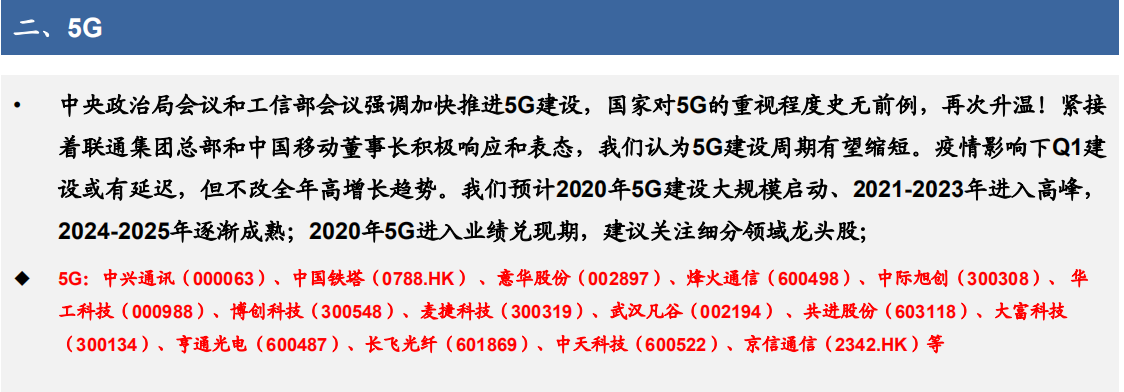 二、5G
• 中央政治局会议和工信部会议强调加快推进5G建设，国家对5G的重视程度史无前例，再次升温！紧接
着联通集团总部和中国移动董事长积极响应和表态，我们认为5G建设周期有望缩短。疫情影响下Q1建
设或有延迟，但不改全年高增长趋势。我们预计2020年5G建设大规模启动、2021-2023年进入高峰，
2024-2025年逐渐成熟；2020年5G进入业绩兑现期，建议关注细分领域龙头股；
◆ 5G：中兴通讯（000063）、中国铁塔（0788.HK）、意华股份（002897）、烽火通信（600498）、中际旭创（300308）、 华
工科技（000988）、博创科技（300548）、麦捷科技（300319）、武汉凡谷（002194） 、共进股份（603118）、大富科技
（300134）、亨通光电（600487）、长飞光纤（601869）、中天科技（600522）、京信通信（2342.HK）等